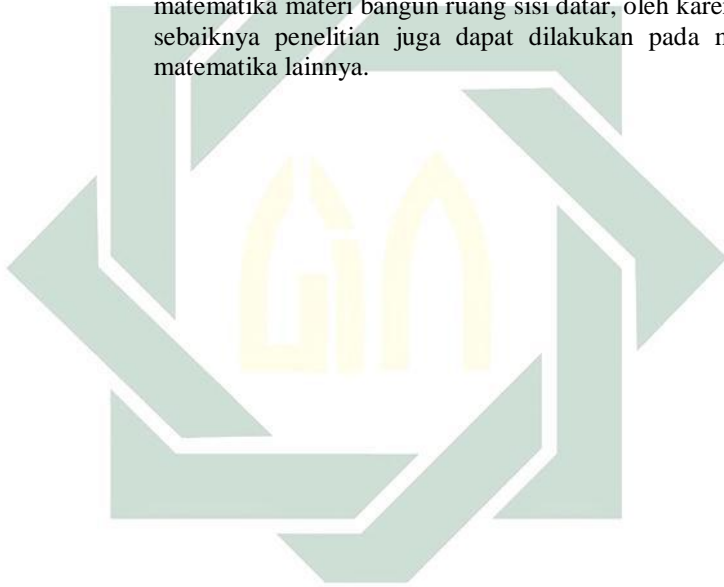 matematika materi bangun ruang sisi datar, oleh
sebaiknya penelitian juga dapat dilakukan pada
matematika lainnya.